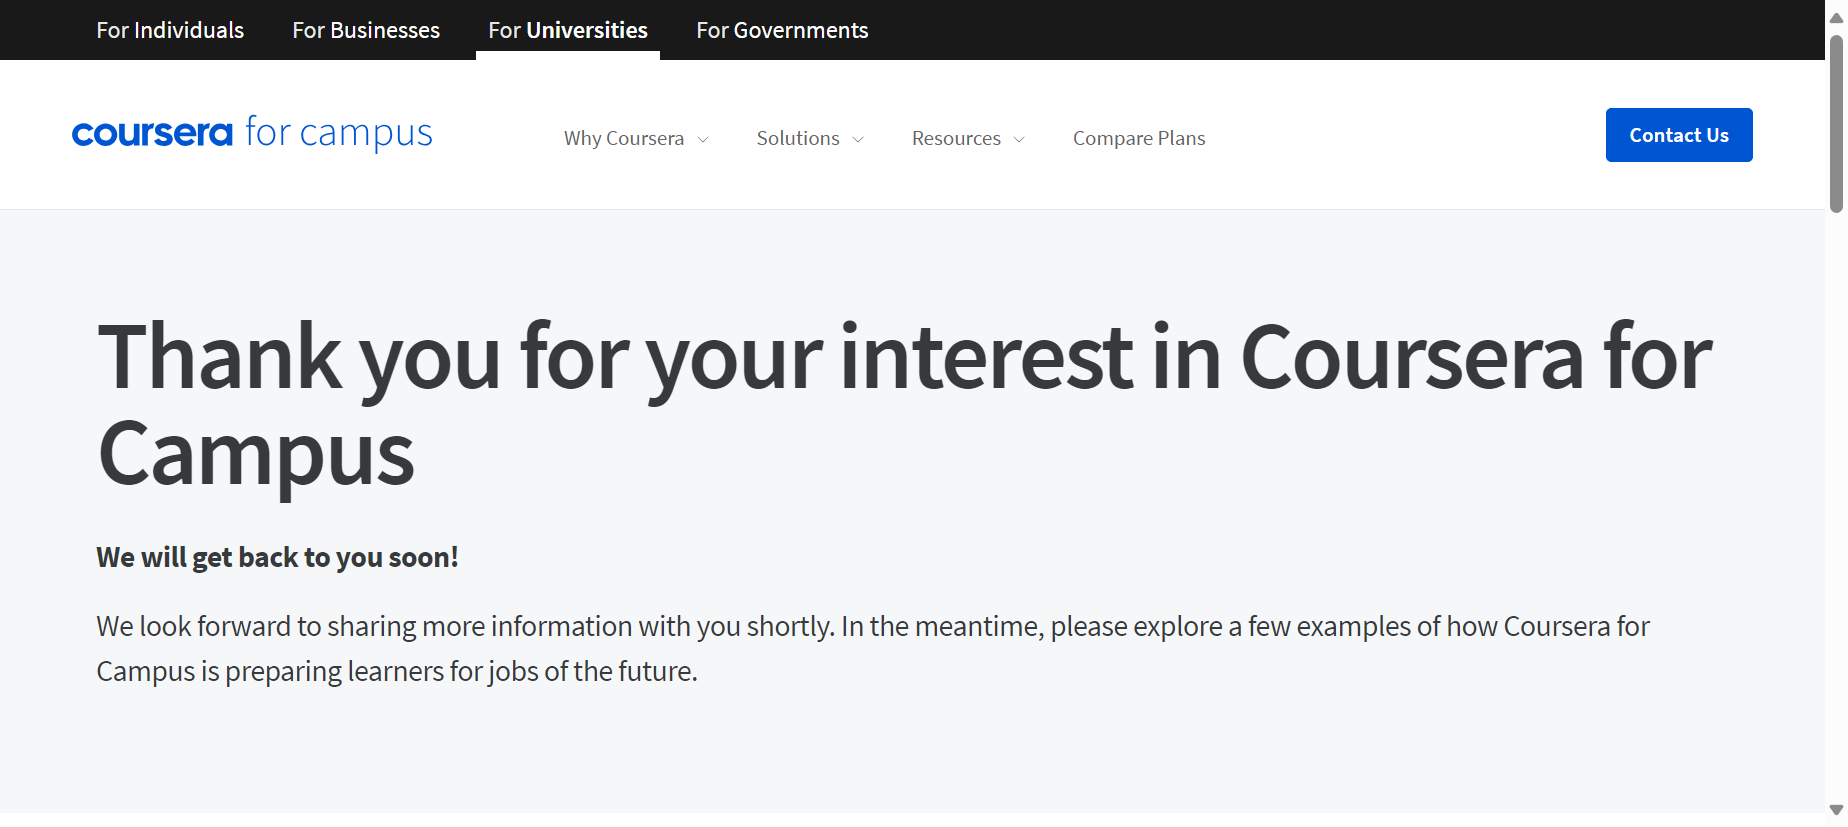 For Individuals For Businesses For Universities For Governments
coursera for campus Why Coursera Solutions Resources Compare Plans Contact Us
Thank you for your interest in Coursera for
Campus
We will get back to you soon!
We look forward to sharing more information with you shortly. In the meantime, please explore a few examples of how Coursera for
Campus is preparing learners for jobs of the future.